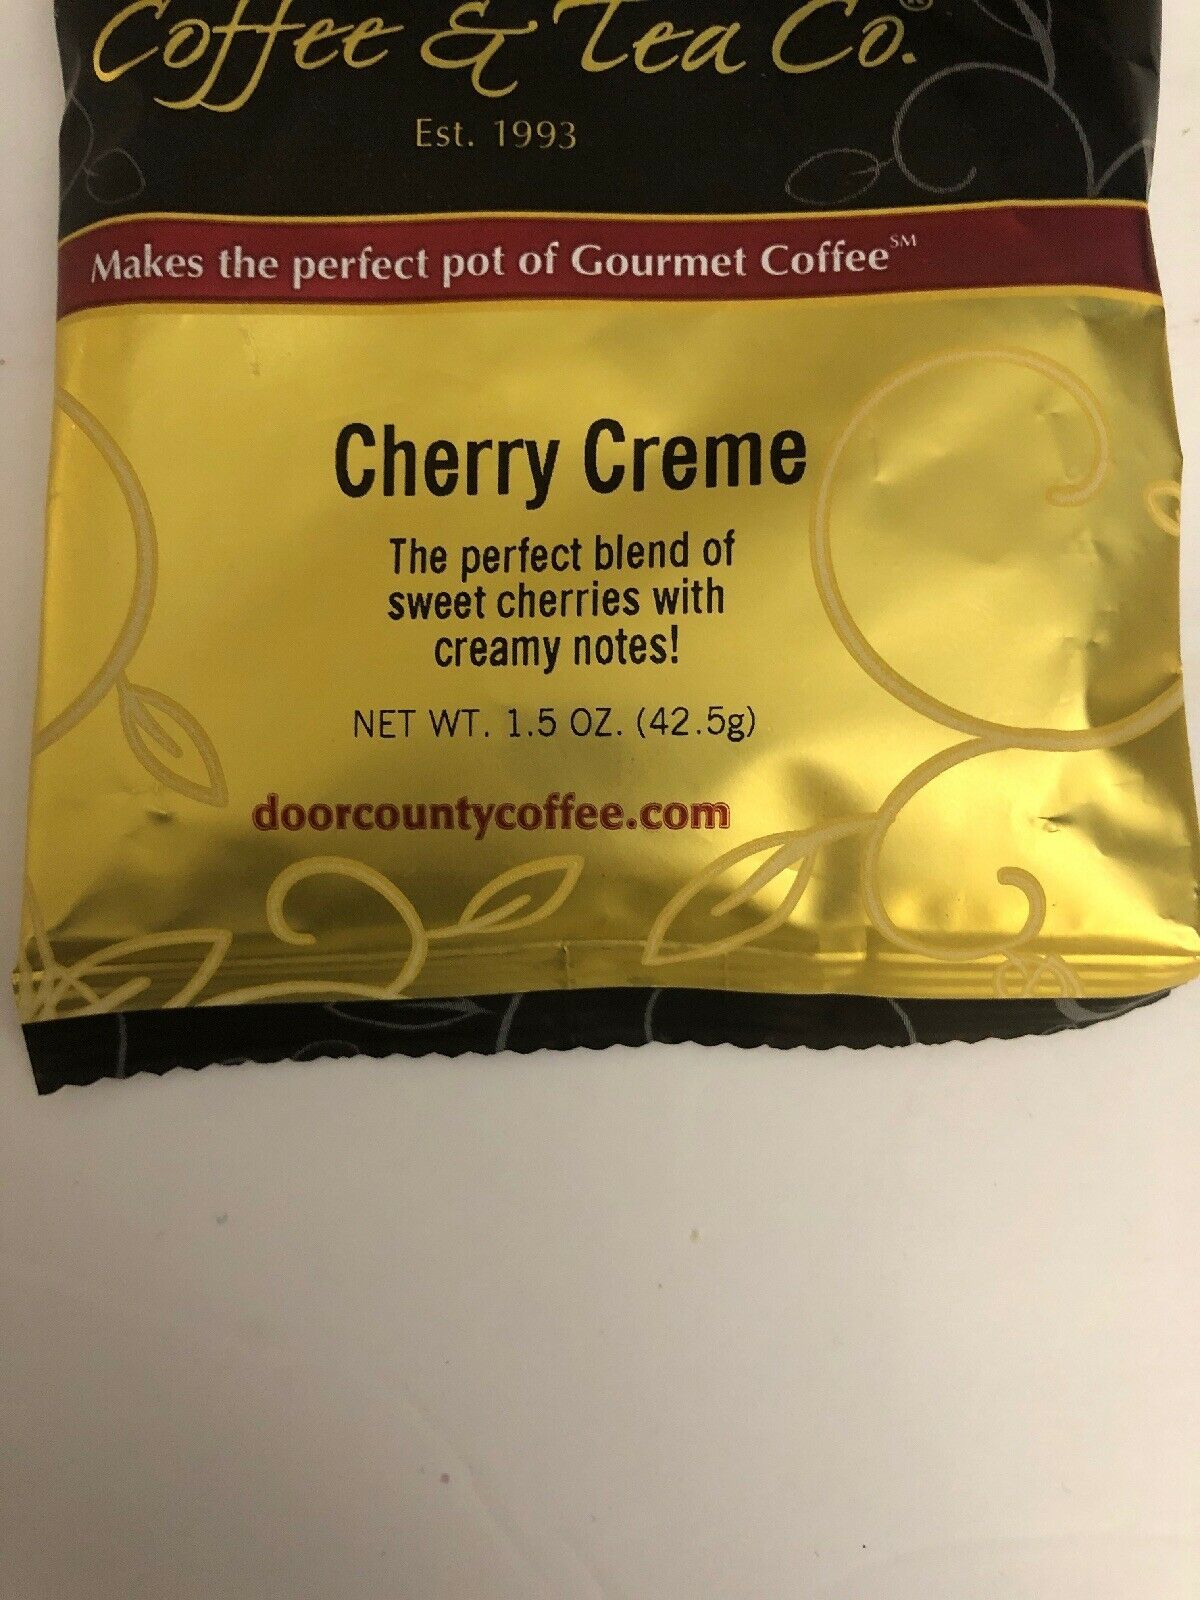 Coffee & Tea Co.®
Est. 1993
Makes the perfect pot of Gourmet Coffee℠
Cherry Creme
The perfect blend of
sweet cherries with
creamy notes!
NET WT. 1.5 OZ. (42.5g)
doorcountycoffee.com